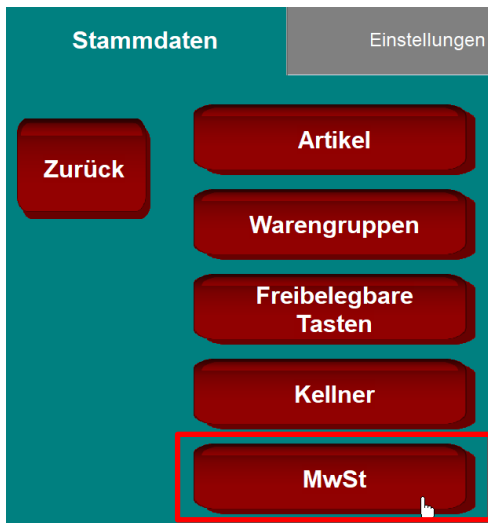 Stammdaten
Einstellungen
Zurück
Artikel
Warengruppen
Freibelegbare
Tasten
Kellner
MwSt